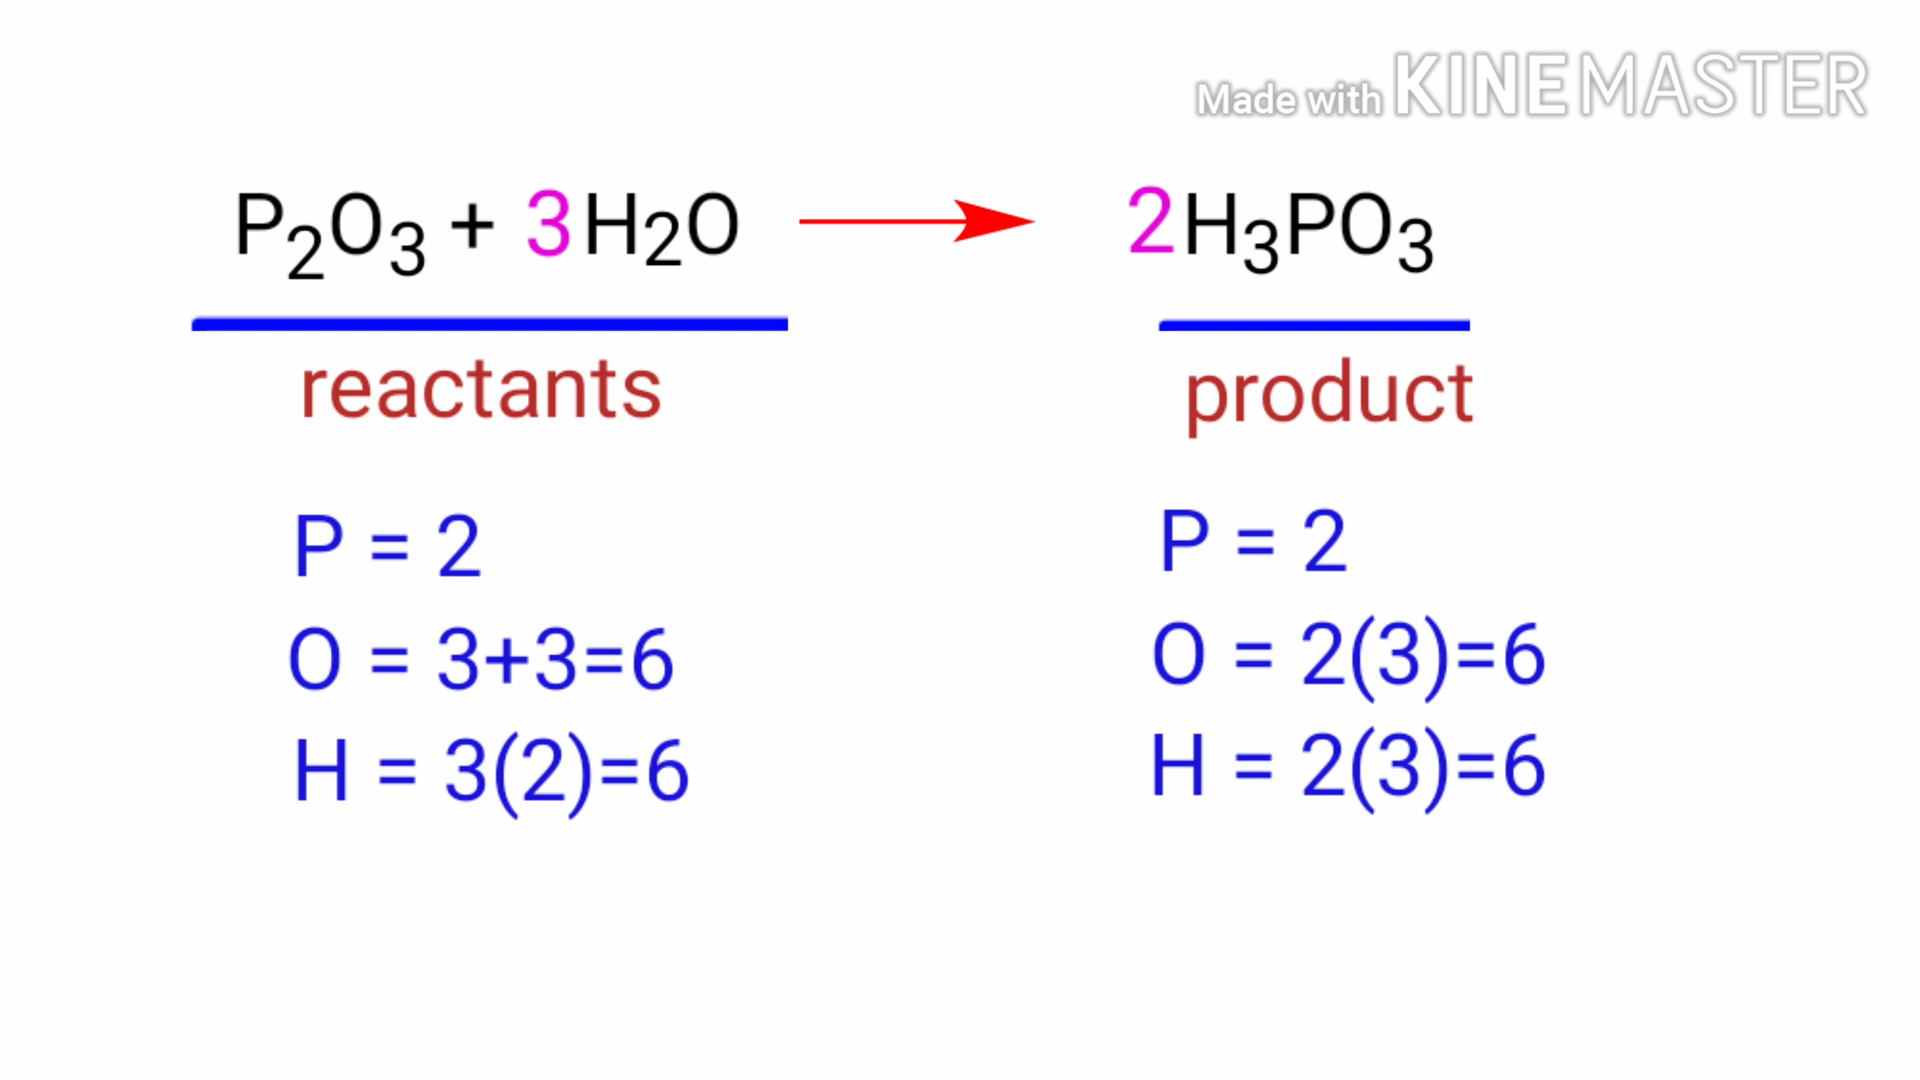 Made with KINEMASTER
P₂O₃ + 3H₂O → 2H₃PO₃
reactants product
P = 2 P = 2
O = 3+3=6 O = 2(3)=6
H = 3(2)=6 H = 2(3)=6